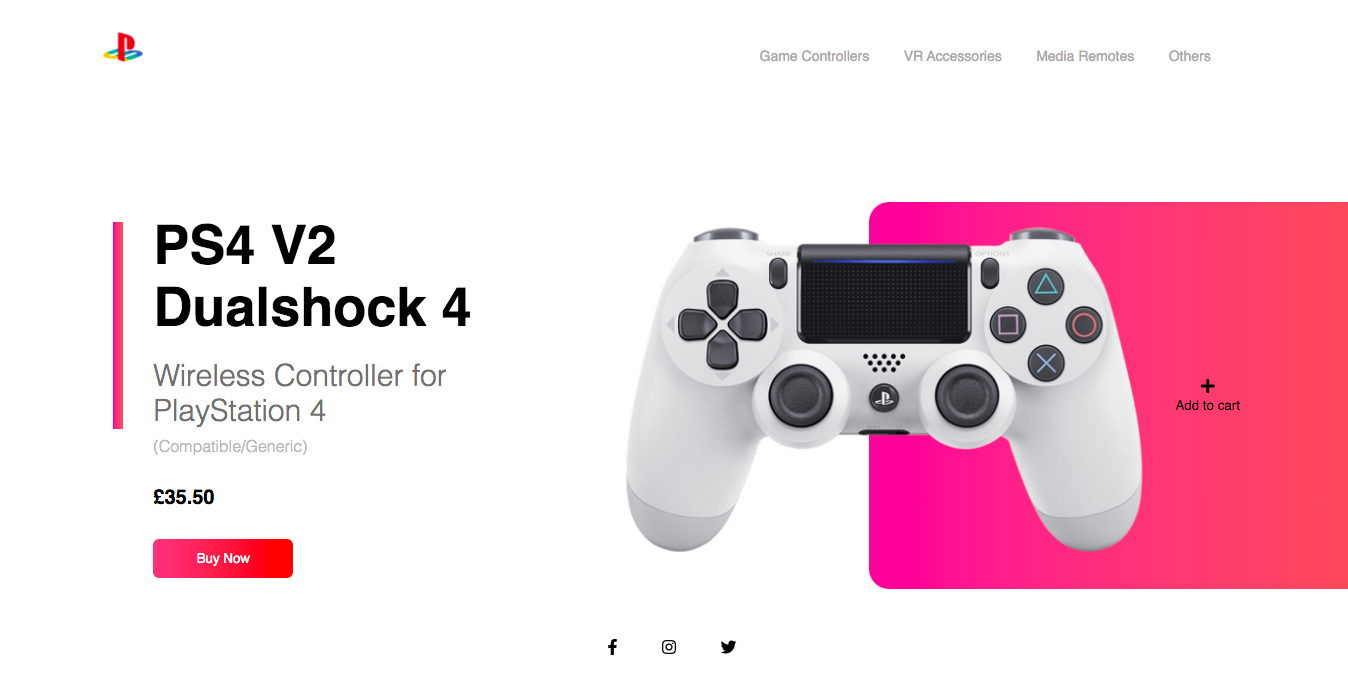 Game Controllers VR Accessories Media Remotes Others
PS4 V2
Dualshock 4
Wireless Controller for
PlayStation 4
(Compatible/Generic)
£35.50
Buy Now
SHARE
OPTIONS
Add to cart